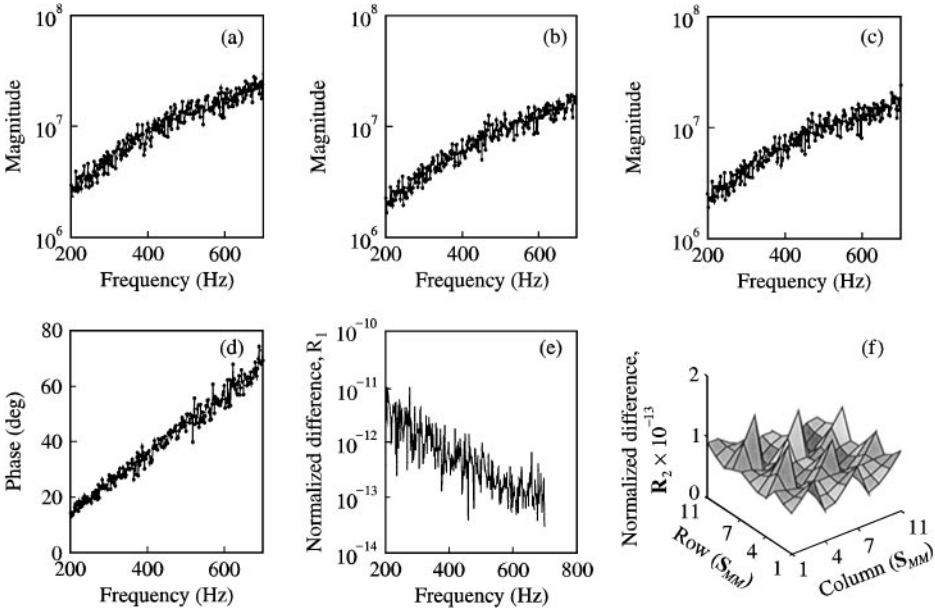 10^8
(a)
Magnitude
10^7
10^6
200 400 600
Frequency (Hz)
10^8
(b)
Magnitude
10^7
10^6
200 400 600
Frequency (Hz)
10^8
(c)
Magnitude
10^7
10^6
200 400 600
Frequency (Hz)
80
(d)
60
Phase (deg)
40
20
0
200 400 600
Frequency (Hz)
10^−10
(e)
Normalized difference, R_1
10^−11
10^−12
10^−13
10^−14
200 400 600 800
Frequency (Hz)
(f)
Normalized difference,
R_2 × 10^−13
2
1
0
11
7
4
1
Row (S_MM)
1
4
7
11
Column (S_MM)